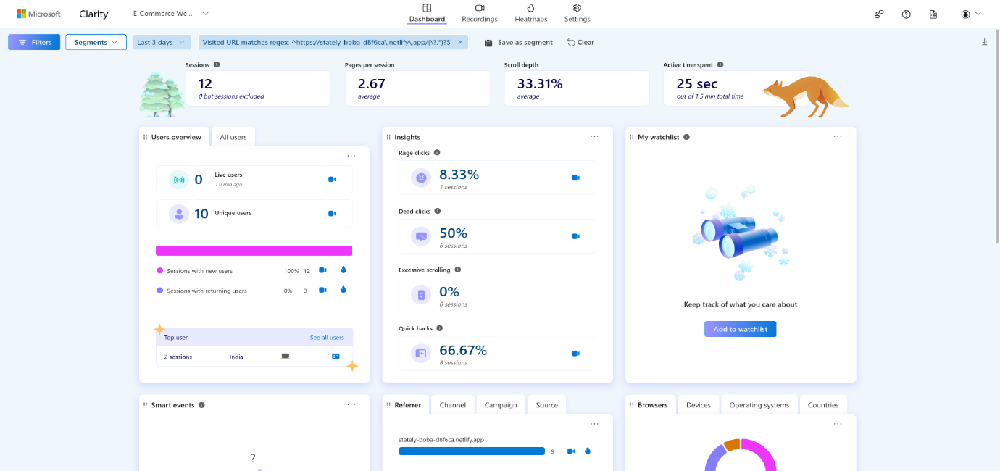 Microsoft | Clarity
E-Commerce We...
Dashboard
Recordings
Heatmaps
Settings
Filters
Segments
Last 3 days
Visited URL matches regex: ^https://stately-boba-d8f6ca\.netlify\.app/(\?.*)?$
Save as segment
Clear
Sessions
12
0 bot sessions excluded
Pages per session
2.67
average
Scroll depth
33.31%
average
Active time spent
25 sec
out of 1.5 min total time
Users overview
All users
0
Live users
1.0 min ago
10
Unique users
Sessions with new users 100% 12
Sessions with returning users 0% 0
Top user
See all users
2 sessions India
Insights
Rage clicks
8.33%
1 sessions
Dead clicks
50%
6 sessions
Excessive scrolling
0%
0 sessions
Quick backs
66.67%
8 sessions
My watchlist
Keep track of what you care about
Add to watchlist
Smart events
?
Referrer
Channel
Campaign
Source
stately-boba-d8f6ca.netlify.app
9
Browsers
Devices
Operating systems
Countries